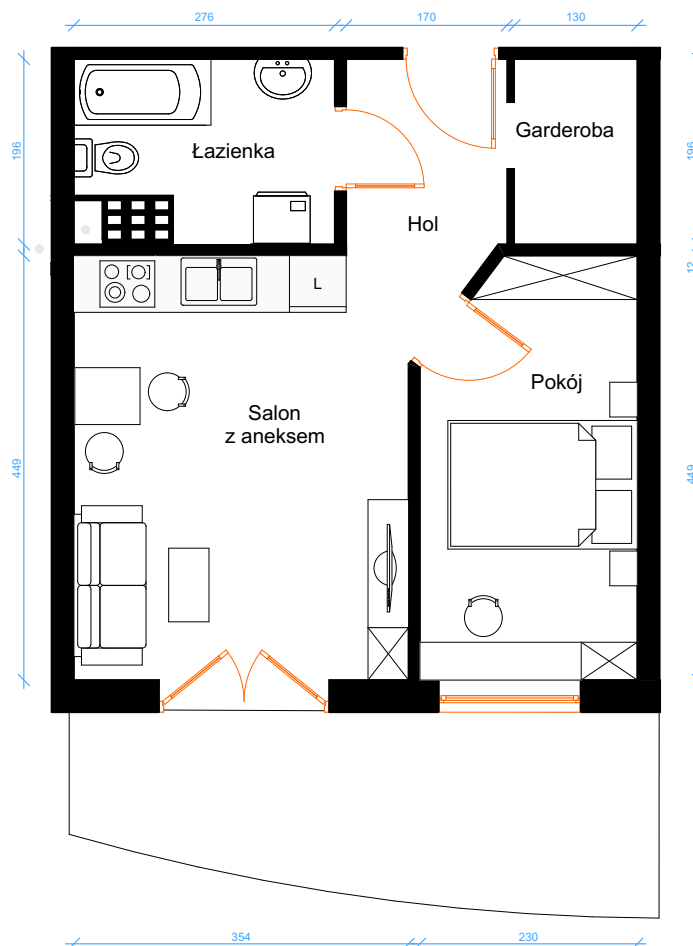 276
170
130
196
Łazienka
Garderoba
196
Hol
12
L
Pokój
Salon
z aneksem
449
449
354
230